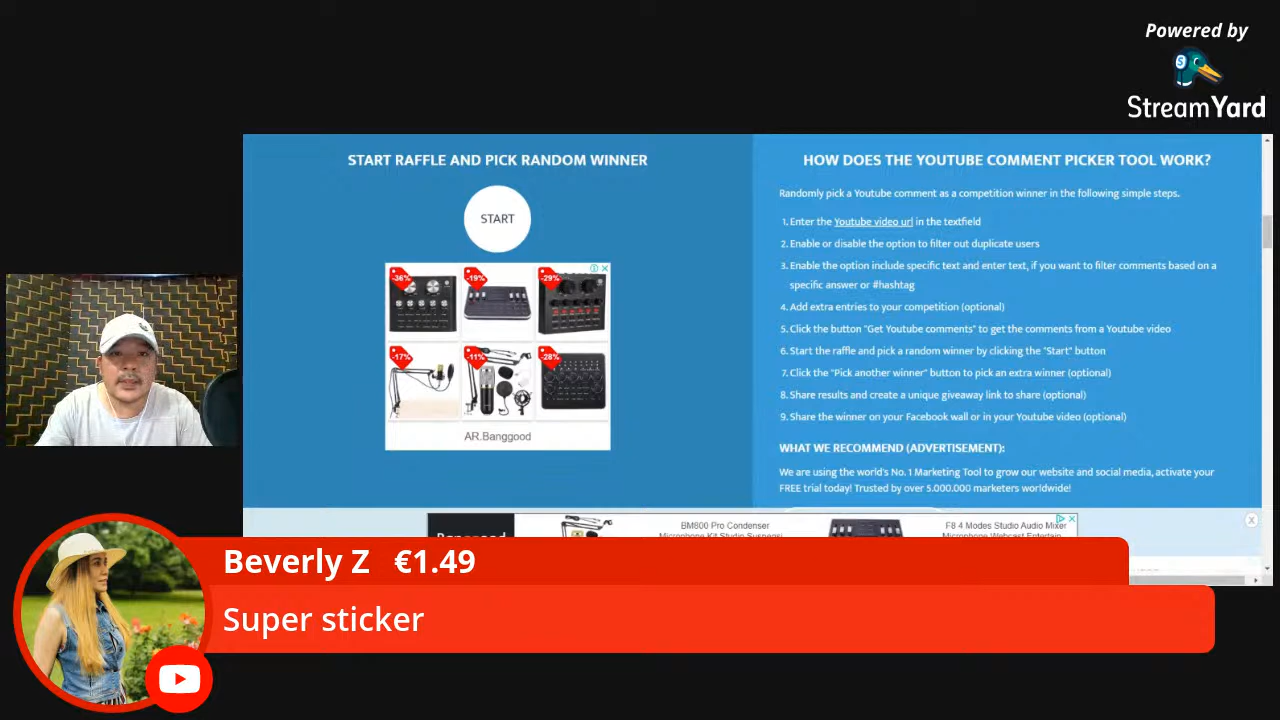 Powered by
StreamYard
START RAFFLE AND PICK RANDOM WINNER
START
-36%
-19%
-29%
-17%
-11%
-28%
AR.Banggood
HOW DOES THE YOUTUBE COMMENT PICKER TOOL WORK?
Randomly pick a Youtube comment as a competition winner in the following simple steps.
1. Enter the Youtube video url in the textfield
2. Enable or disable the option to filter out duplicate users
3. Enable the option include specific text and enter text, if you want to filter comments based on a
specific answer or #hashtag
4. Add extra entries to your competition (optional)
5. Click the button "Get Youtube comments" to get the comments from a Youtube video
6. Start the raffle and pick a random winner by clicking the "Start" button
7. Click the "Pick another winner" button to pick an extra winner (optional)
8. Share results and create a unique giveaway link to share (optional)
9. Share the winner on your Facebook wall or in your Youtube video (optional)
WHAT WE RECOMMEND (ADVERTISEMENT):
We are using the world's No. 1 Marketing Tool to grow our website and social media, activate your
FREE trial today! Trusted by over 5.000.000 marketers worldwide!
BM800 Pro Condenser
Microphone Kit Studio
F8 4 Modes Studio Audio Mixer
Microphone Webcast
Beverly Z €1.49
Super sticker